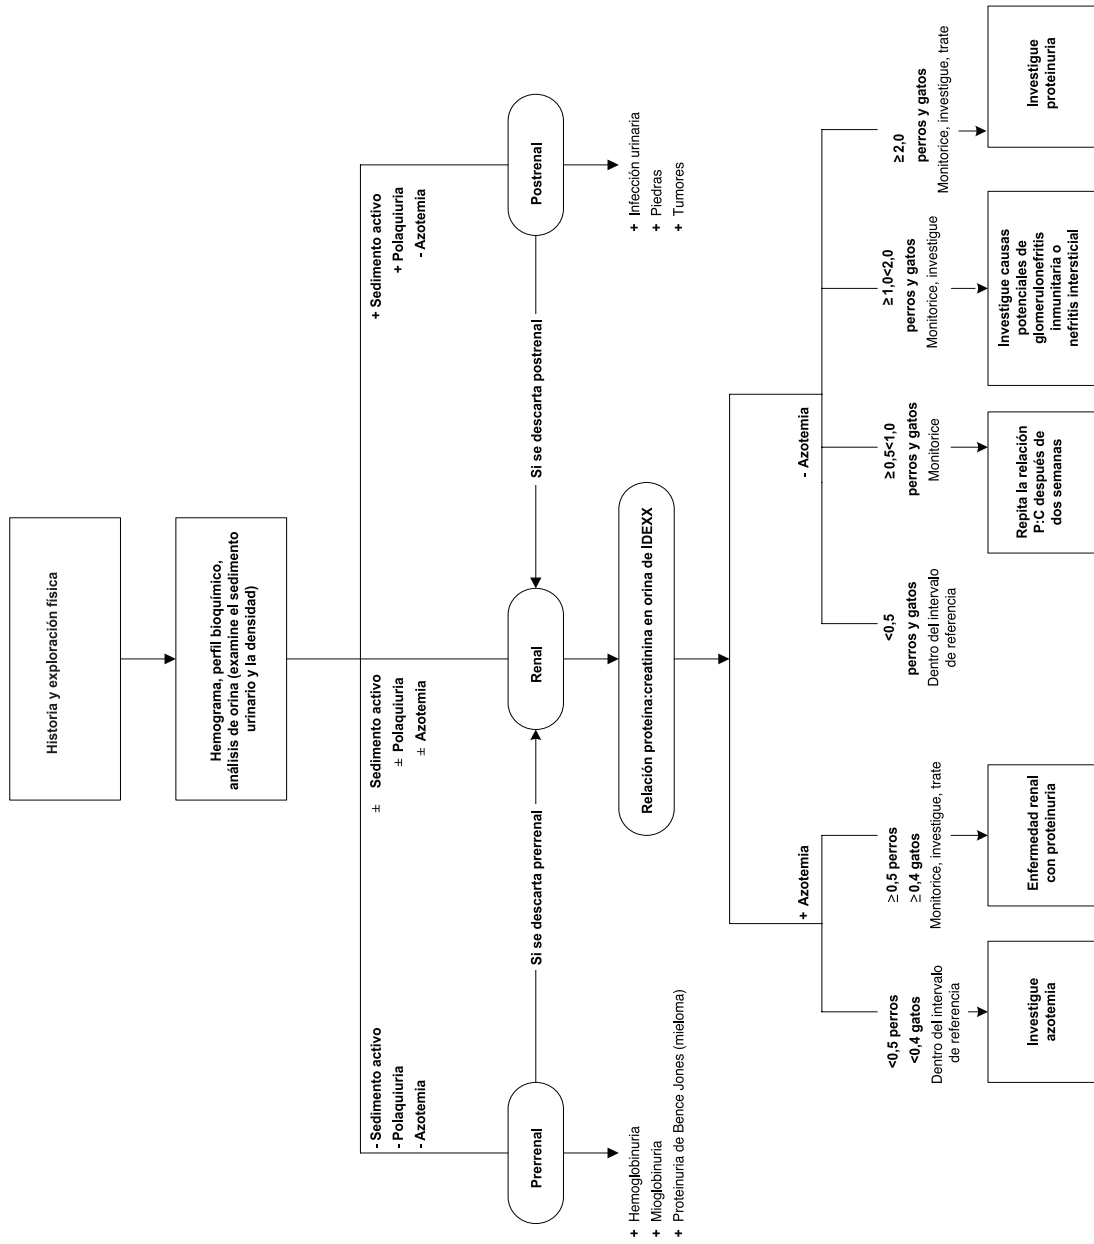 Historia y exploración física
Hemograma, perfil bioquímico,
análisis de orina (examine el sedimento
urinario y la densidad)
- Sedimento activo
- Polaquiuria
- Azotemia
± Sedimento activo
± Polaquiuria
± Azotemia
+ Sedimento activo
+ Polaquiuria
- Azotemia
Prerrenal
Si se descarta prerrenal
Renal
Si se descarta postrenal
Postrenal
+ Hemoglobinuria
+ Mioglobinuria
+ Proteinuria de Bence Jones (mieloma)
+ Infección urinaria
+ Piedras
+ Tumores
Relación proteína:creatinina en orina de IDEXX
+ Azotemia
- Azotemia
<0,5 perros
<0,4 gatos
Dentro del intervalo
de referencia
≥0,5 perros
≥0,4 gatos
Monitorice, investigue, trate
<0,5
perros y gatos
Dentro del intervalo
de referencia
≥0,5<1,0
perros y gatos
Monitorice
≥1,0<2,0
perros y gatos
Monitorice, investigue
≥2,0
perros y gatos
Monitorice, investigue, trate
Investigue
azotemia
Enfermedad renal
con proteinuria
Repita la relación
P:C después de
dos semanas
Investigue causas
potenciales de
glomerulonefritis
inmunitaria o
nefritis intersticial
Investigue
proteinuria